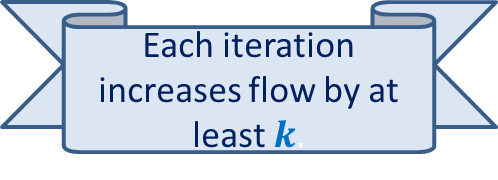 Each iteration
increases flow by at
least k.